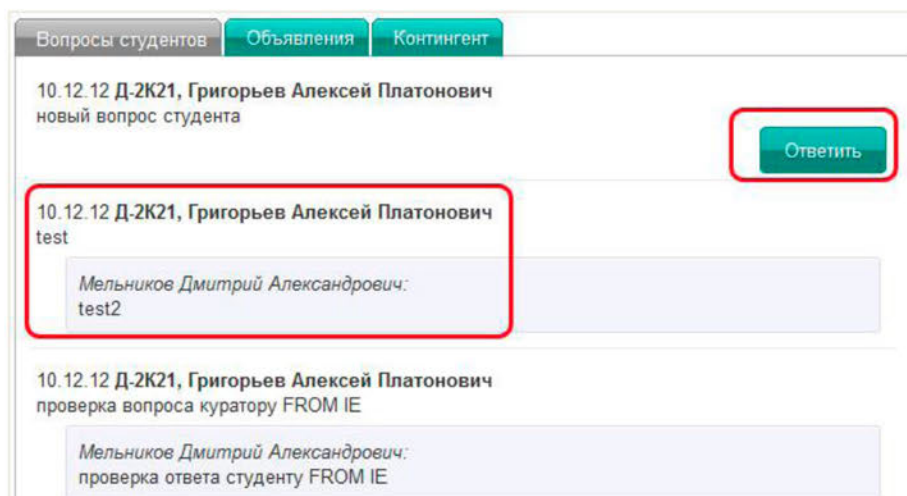 Вопросы студентов Объявления Контингент
10.12.12 Д-2К21, Григорьев Алексей Платонович
новый вопрос студента
Ответить
10.12.12 Д-2К21, Григорьев Алексей Платонович
test
Мельников Дмитрий Александрович:
test2
10.12.12 Д-2К21, Григорьев Алексей Платонович
проверка вопроса куратору FROM IE
Мельников Дмитрий Александрович:
проверка ответа студенту FROM IE